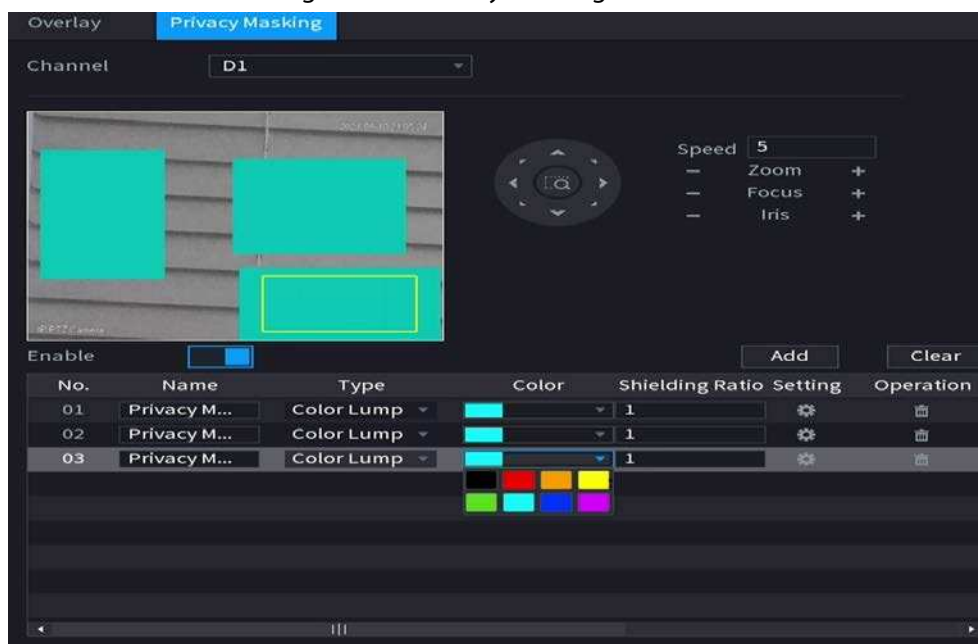 Overlay Privacy Masking
Channel D1
Speed 5
- Zoom +
- Focus +
- Iris +
Enable Add Clear
No. Name Type Color Shielding Ratio Setting Operation
01 Privacy M... Color Lump 1
02 Privacy M... Color Lump 1
03 Privacy M... Color Lump 1